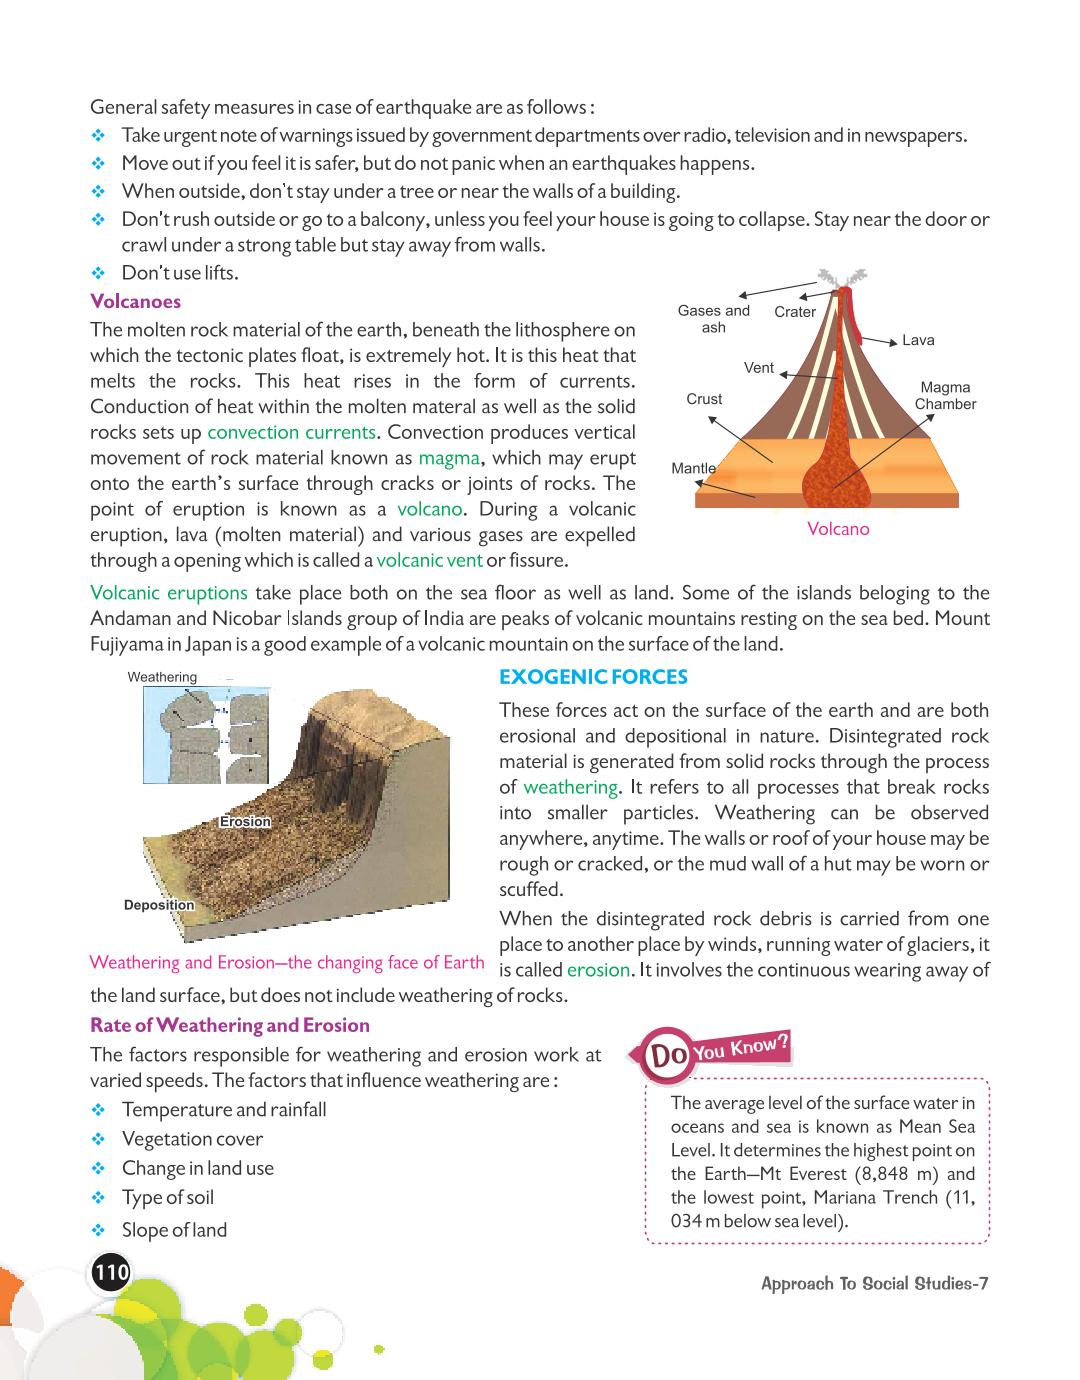 General safety measures in case of earthquake are as follows :
❖ Take urgent note of warnings issued by government departments over radio, television and in newspapers.
❖ Move out if you feel it is safer, but do not panic when an earthquakes happens.
❖ When outside, don't stay under a tree or near the walls of a building.
❖ Don't rush outside or go to a balcony, unless you feel your house is going to collapse. Stay near the door or
crawl under a strong table but stay away from walls.
❖ Don't use lifts.
Volcanoes
The molten rock material of the earth, beneath the lithosphere on
which the tectonic plates float, is extremely hot. It is this heat that
melts the rocks. This heat rises in the form of currents.
Conduction of heat within the molten materal as well as the solid
rocks sets up convection currents. Convection produces vertical
movement of rock material known as magma, which may erupt
onto the earth's surface through cracks or joints of rocks. The
point of eruption is known as a volcano. During a volcanic
eruption, lava (molten material) and various gases are expelled
through a opening which is called a volcanic vent or fissure.
Gases and
ash
Crater
Lava
Vent
Crust
Magma
Chamber
Mantle
Volcano
Volcanic eruptions take place both on the sea floor as well as land. Some of the islands beloging to the
Andaman and Nicobar Islands group of India are peaks of volcanic mountains resting on the sea bed. Mount
Fujiyama in Japan is a good example of a volcanic mountain on the surface of the land.
Weathering
Erosion
Deposition
Weathering and Erosion—the changing face of Earth
EXOGENIC FORCES
These forces act on the surface of the earth and are both
erosional and depositional in nature. Disintegrated rock
material is generated from solid rocks through the process
of weathering. It refers to all processes that break rocks
into smaller particles. Weathering can be observed
anywhere, anytime. The walls or roof of your house may be
rough or cracked, or the mud wall of a hut may be worn or
scuffed.
When the disintegrated rock debris is carried from one
place to another place by winds, running water of glaciers, it
is called erosion. It involves the continuous wearing away of
the land surface, but does not include weathering of rocks.
Rate of Weathering and Erosion
The factors responsible for weathering and erosion work at
varied speeds. The factors that influence weathering are :
❖ Temperature and rainfall
❖ Vegetation cover
❖ Change in land use
❖ Type of soil
❖ Slope of land
Do You Know?
The average level of the surface water in
oceans and sea is known as Mean Sea
Level. It determines the highest point on
the Earth—Mt Everest (8,848 m) and
the lowest point, Mariana Trench (11,
034 m below sea level).
110
Approach To Social Studies-7